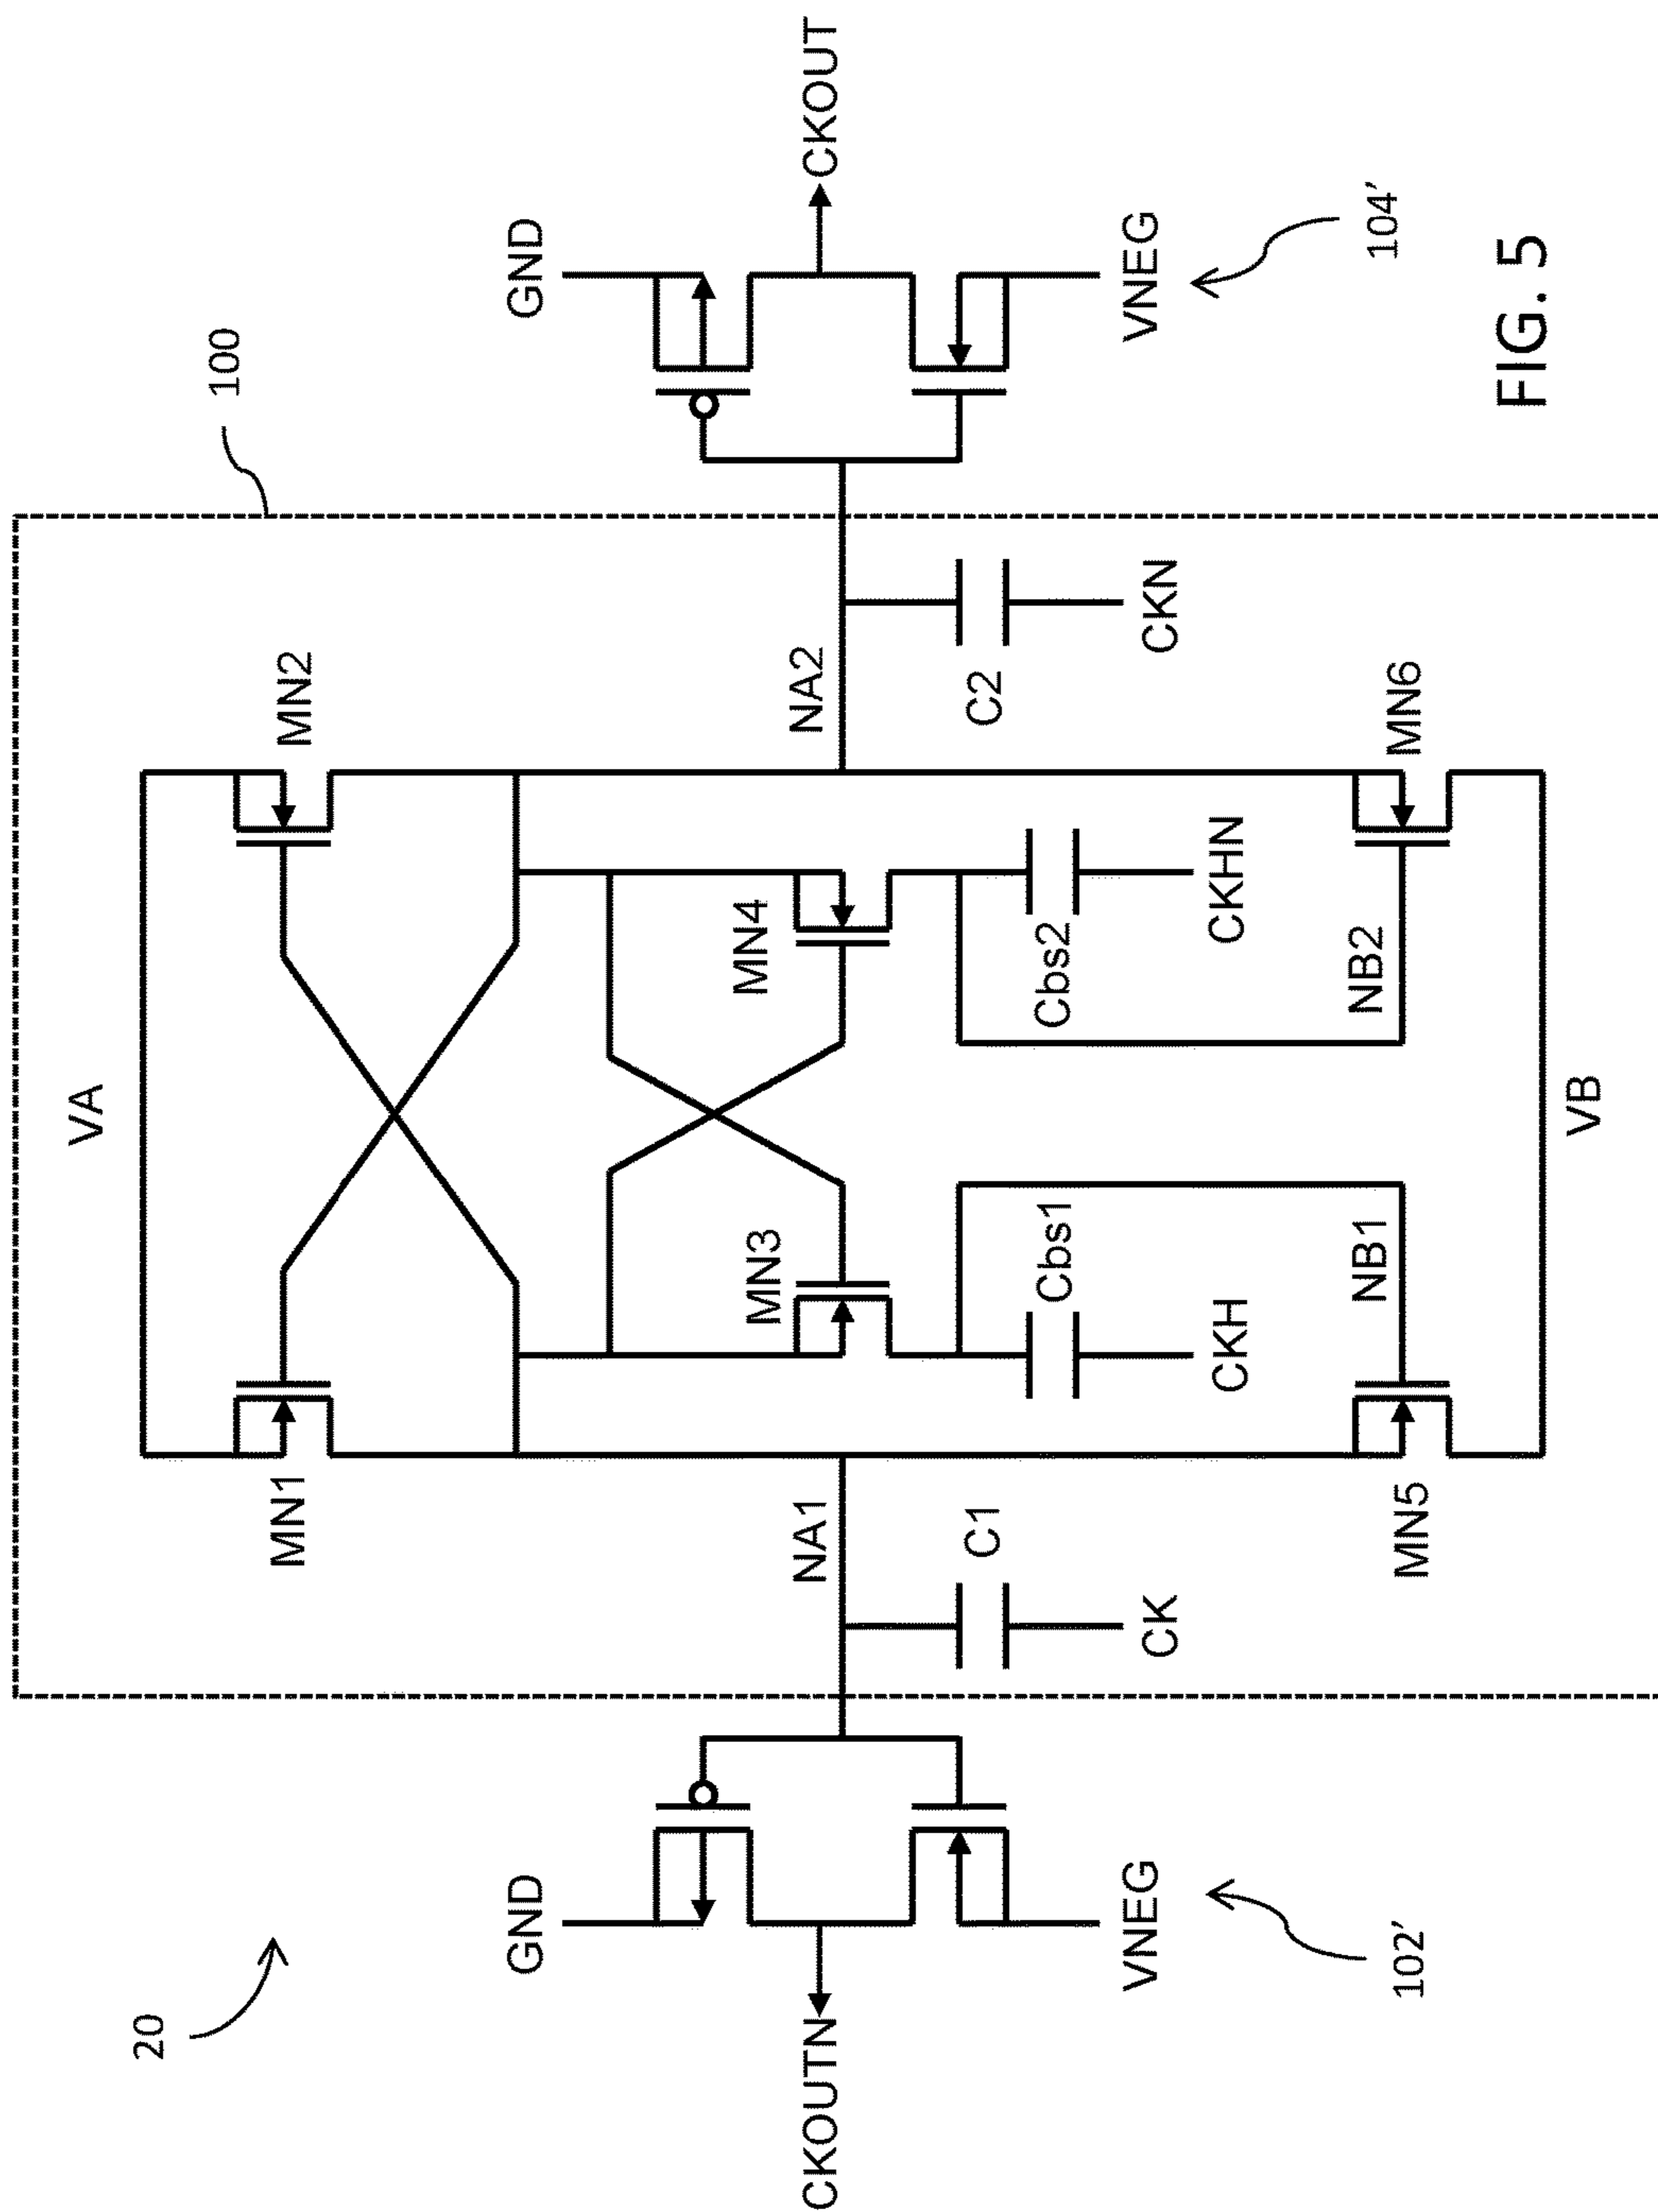 VA
20
100
MN1
MN2
GND
GND
MN3
MN4
CKOUTN
NA1
NA2
CKOUT
C1
C2
Cbs1
Cbs2
VNEG
CK
CKN
VNEG
CKH
CKHN
NB1
NB2
102'
MN5
MN6
104'
VB
FIG. 5